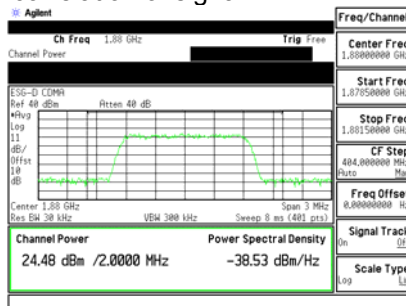 Agilent
Freq/Channel
Ch Freq 1.88 GHz Trig Free
Channel Power
Center Freq
1.88000000 GHz
Start Freq
1.87850000 GHz
Stop Freq
1.88150000 GHz
CF Step
404.000000 MHz
Auto Man
Freq Offset
0.00000000 Hz
Signal Track
On Of
Scale Type
Log Li
ESG-D CDMA
Ref 40 dBm Atten 40 dB
#Avg
Log
11
dB/
Offst
10
dB
Center 1.88 GHz Span 3 MHz
Res BW 30 kHz VBW 300 kHz Sweep 8 ms (401 pts)
Channel Power Power Spectral Density
24.48 dBm /2.0000 MHz -38.53 dBm/Hz